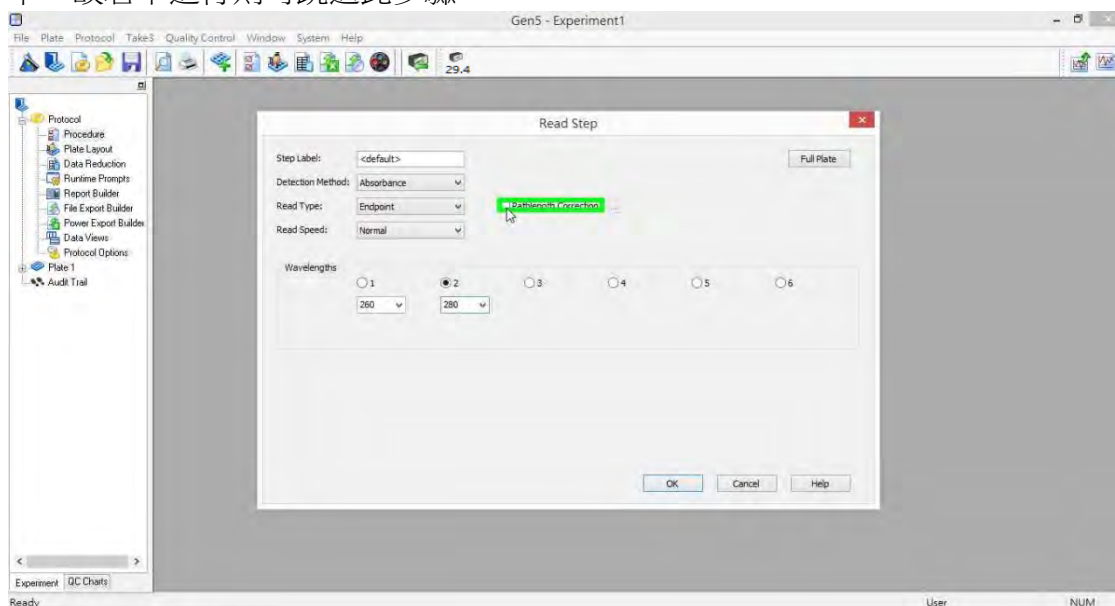 Gen5 - Experiment1
File Plate Protocol Take3 Quality Control Window System Help
29.4
Protocol
Procedure
Plate Layout
Data Reduction
Runtime Prompts
Report Builder
File Export Builder
Power Export Builder
Data Views
Protocol Options
Plate 1
Audit Trail
Read Step
Step Label: <default> Full Plate
Detection Method: Absorbance
Read Type: Endpoint Pathlength Correction
Read Speed: Normal
Wavelengths
1 2 3 4 5 6
260 280
OK Cancel Help
Experiment QC Charts
Ready User NUM